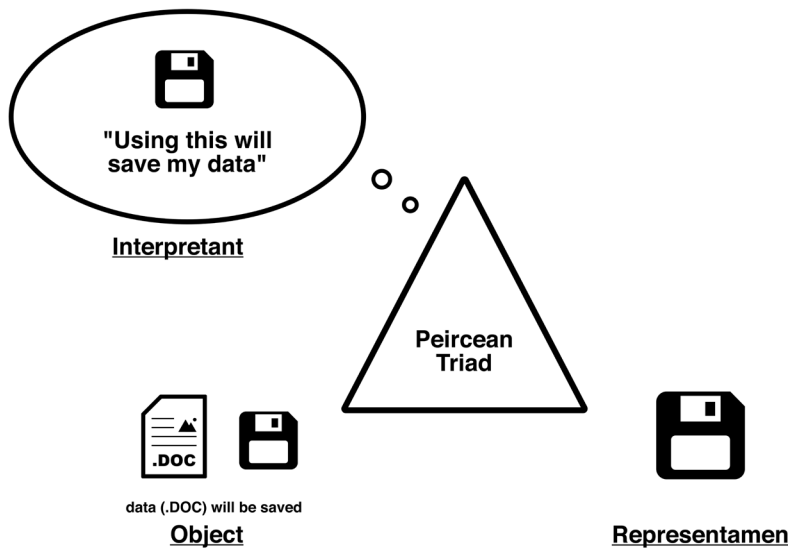 "Using this will
save my data"
Interpretant
Peircean
Triad
.DOC
data (.DOC) will be saved
Object
Representamen